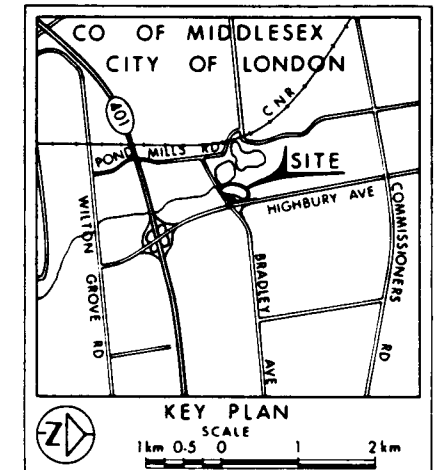 CO OF MIDDLESEX
CITY OF LONDON
401
CNR
POND MILLS RD
SITE
HIGHBURY AVE
WILTON GROVE RD
BRADLEY AVE
COMMISSIONERS RD
Z
KEY PLAN
SCALE
1km 0·5 0 1 2km